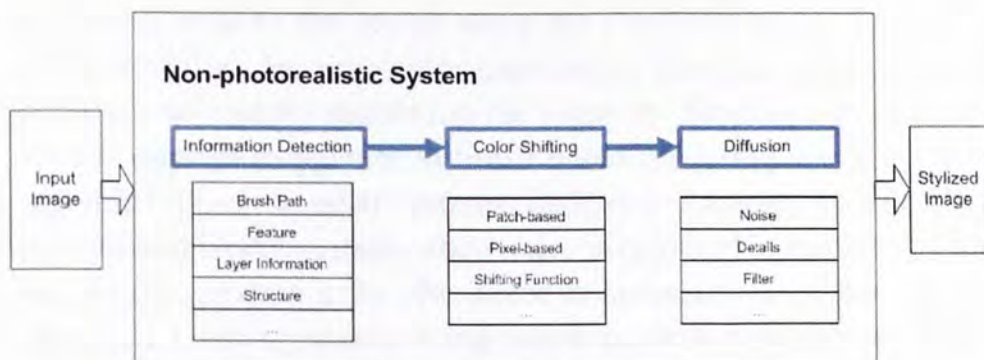 Non-photorealistic System
Input
Image
Information Detection
Color Shifting
Diffusion
Stylized
Image
Brush Path
Feature
Layer Information
Structure
...
Patch-based
Pixel-based
Shifting Function
...
Noise
Details
Filter
...